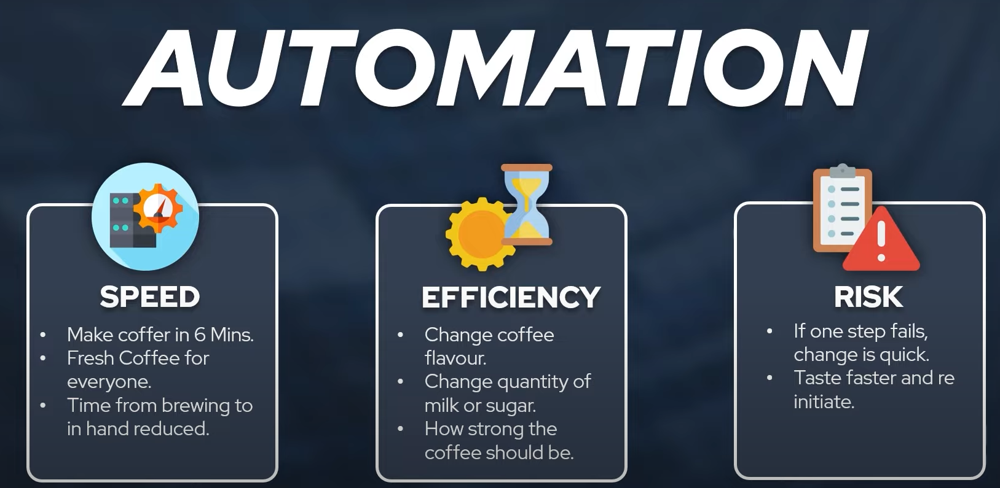 AUTOMATION
SPEED
• Make coffer in 6 Mins.
• Fresh Coffee for
everyone.
• Time from brewing to
in hand reduced.
EFFICIENCY
• Change coffee
flavour.
• Change quantity of
milk or sugar.
• How strong the
coffee should be.
RISK
• If one step fails,
change is quick.
• Taste faster and re
initiate.